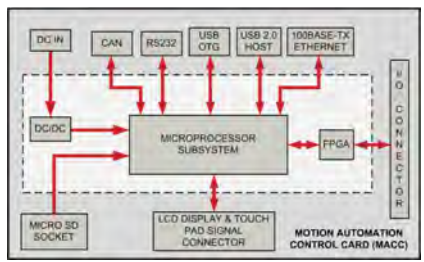 DC IN
CAN
RS232
USB
OTG
USB 2.0
HOST
100BASE-TX
ETHERNET
I/O CONNECTOR
DC/DC
MICROPROCESSOR
SUBSYSTEM
FPGA
MICRO SD
SOCKET
LCD DISPLAY & TOUCH
PAD SIGNAL
CONNECTOR
MOTION AUTOMATION
CONTROL CARD (MACC)